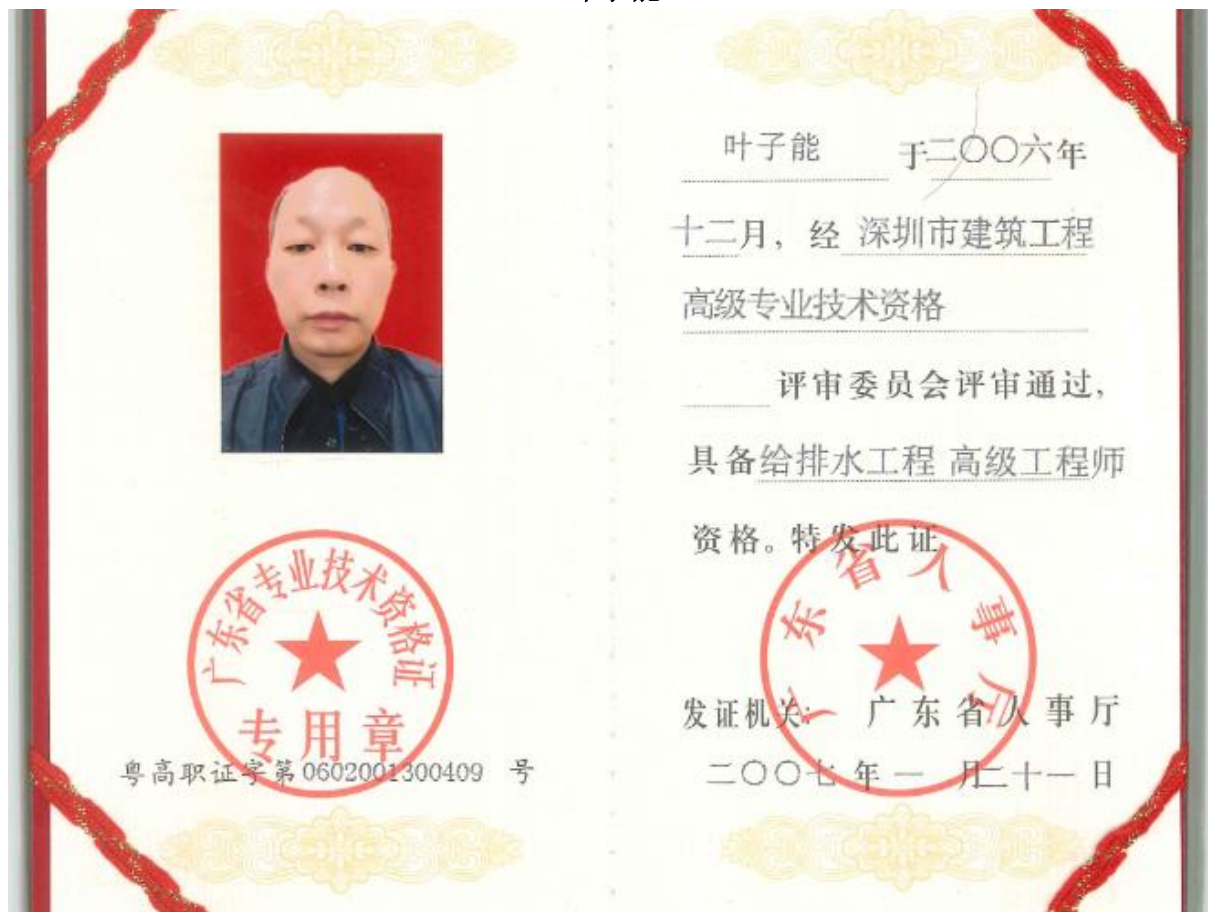 广东省专业技术资格证
专用章
粤高职证字第0602001300409 号
叶子能 于二〇〇六年
十二月，经 深圳市建筑工程
高级专业技术资格
评审委员会评审通过，
具备给排水工程 高级工程师
资格。特发此证
广东省人事厅
发证机关： 广东省人事厅
二〇〇七年一月二十一日